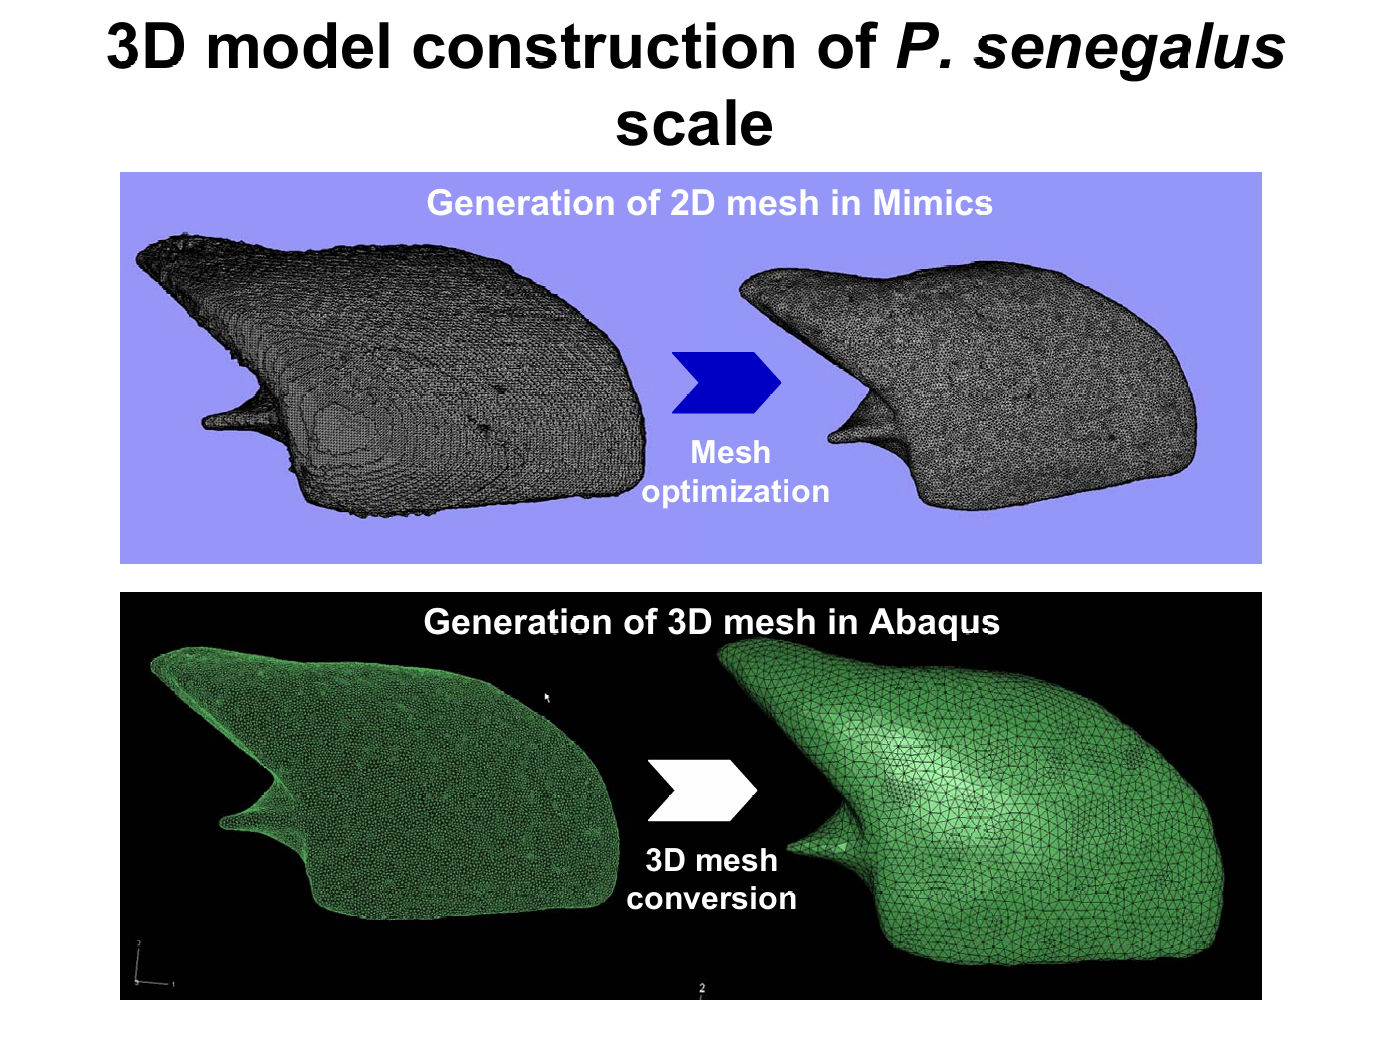 3D model construction of P. senegalus
scale
Generation of 2D mesh in Mimics
Mesh
optimization
Generation of 3D mesh in Abaqus
3D mesh
conversion
2
1
2